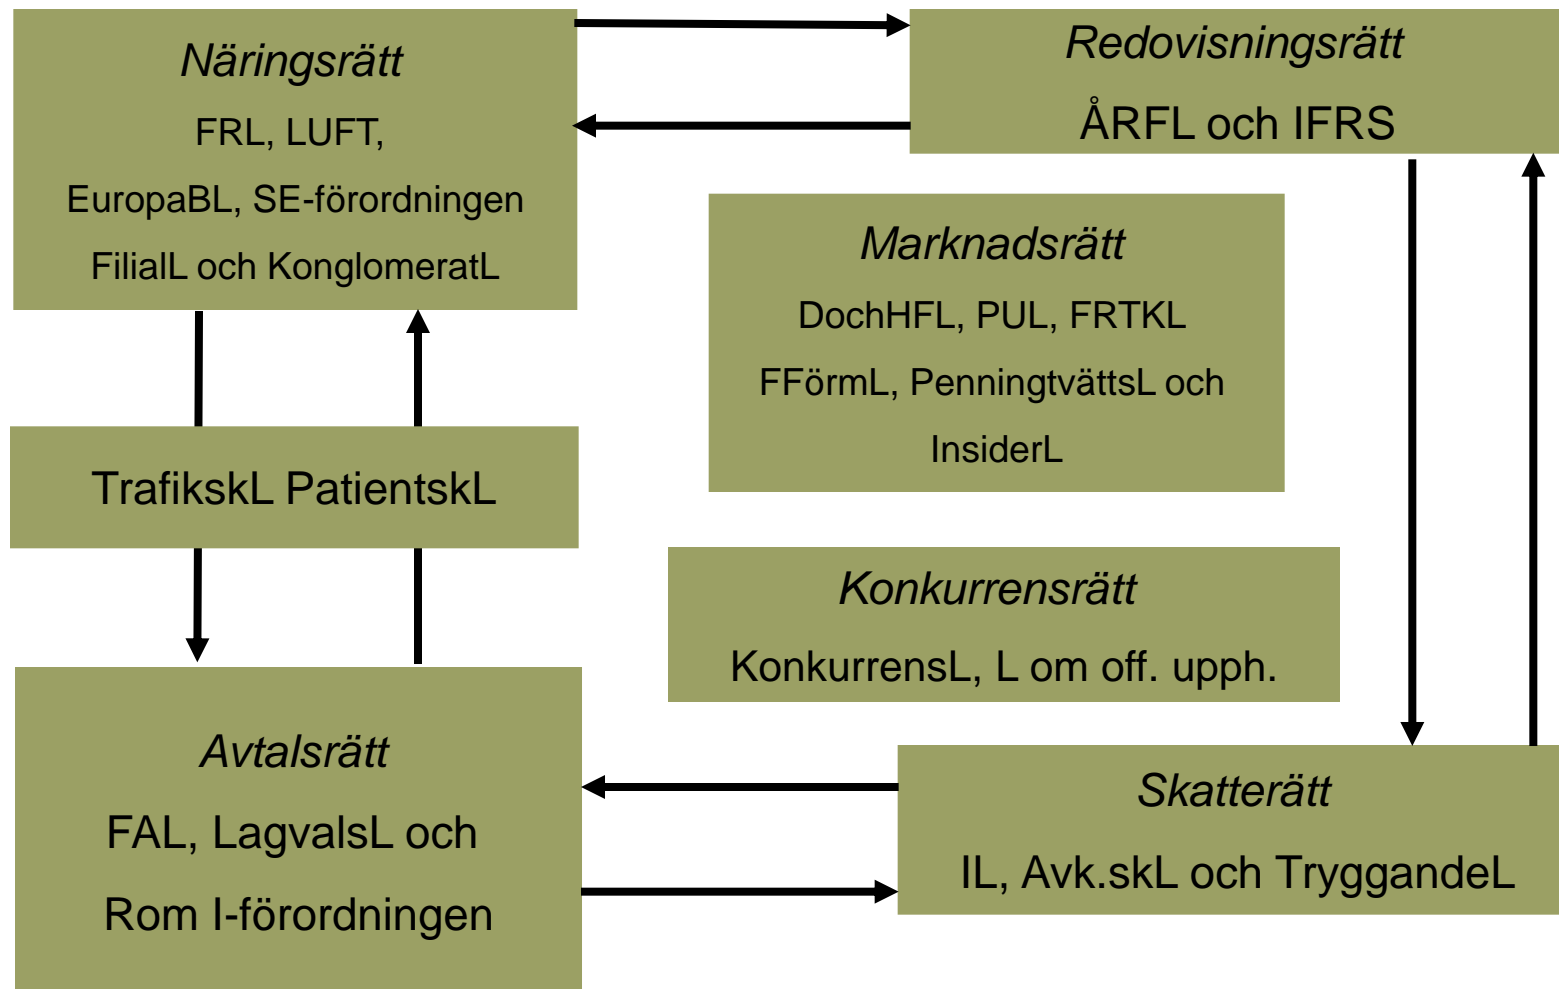 Näringsrätt
FRL, LUFT,
EuropaBL, SE-förordningen
FilialL och KonglomeratL
Redovisningsrätt
ÅRFL och IFRS
Marknadsrätt
DochHFL, PUL, FRTKL
FFörmL, PenningtvättsL och
InsiderL
TrafikskL PatientskL
Konkurrensrätt
KonkurrensL, L om off. upph.
Avtalsrätt
FAL, LagvalsL och
Rom I-förordningen
Skatterätt
IL, Avk.skL och TryggandeL